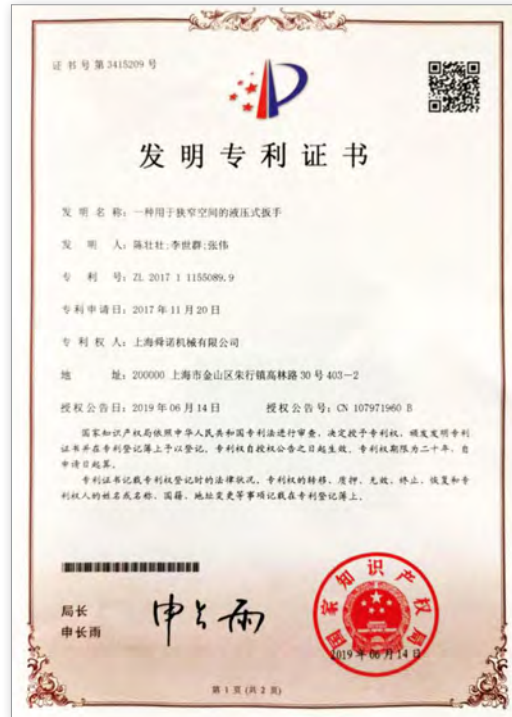 证书号第3415209号
发明专利证书
发明名称：一种用于狭窄空间的液压式扳手
发明人：陈壮壮;李世群;张伟
专利号：ZL 2017 1 1155089.9
专利申请日：2017年11月20日
专利权人：上海舜诺机械有限公司
地址：200000 上海市金山区朱行镇高林路30号403-2
授权公告日：2019年06月14日 授权公告号：CN 107971960 B
国家知识产权局依照中华人民共和国专利法进行审查，决定授予专利权，颁发发明专利
证书并在专利登记簿上予以登记。专利权自授权公告之日起生效。专利权期限为二十年，自
申请日起算。
专利证书记载专利权登记时的法律状况。专利权的转移、质押、无效、终止、恢复和专
利权人的姓名或名称、国籍、地址变更等事项记载在专利登记簿上。
局长
申长雨
申长雨
国家知识产权局
2019年06月14日
第1页(共2页)